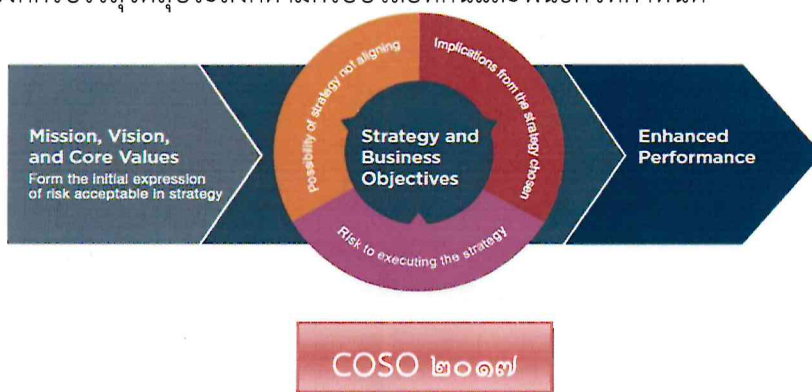 Mission, Vision,
and Core Values
Form the initial expression
of risk acceptable in strategy
Possibility of strategy not aligning
Implications from the strategy chosen
Strategy and
Business
Objectives
Risk to executing the strategy
Enhanced
Performance
COSO ๒๐๑๗